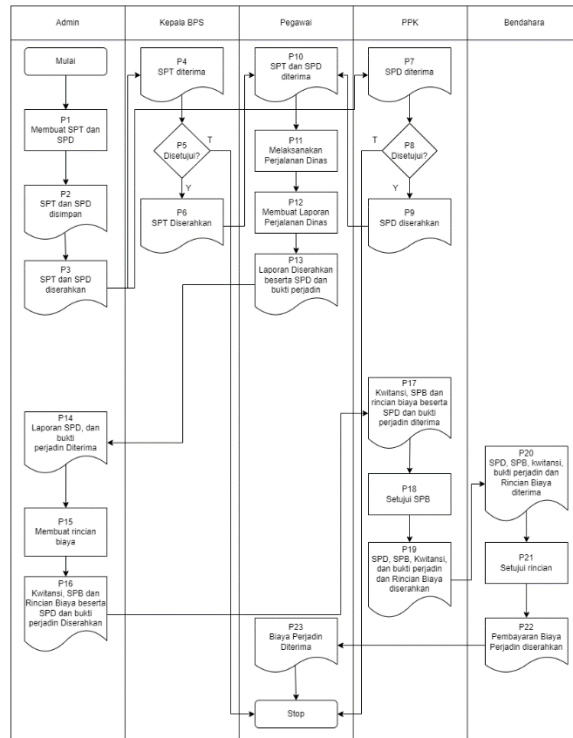 Admin
Kepala BPS
Pegawai
PPK
Bendahara
Mulai
P1
Membuat SPT dan
SPD
P2
SPT dan SPD
disimpan
P3
SPT dan SPD
diserahkan
P4
SPT diterima
P5
Disetujui?
T
Y
P6
SPT Diserahkan
P10
SPT dan SPD
diterima
P11
Melaksanakan
Perjalanan Dinas
P12
Membuat Laporan
Perjalanan Dinas
P13
Laporan Diserahkan
beserta SPD dan
bukti perjadin
P7
SPD diterima
T
P8
Disetujui?
Y
P9
SPD diserahkan
P14
Laporan SPD, dan
bukti
perjadin Diterima
P15
Membuat rincian
biaya
P16
Kwitansi, SPB dan
Rincian Biaya beserta
SPD dan bukti
perjadin Diserahkan
P17
Kwitansi, SPB dan
rincian biaya beserta
SPD dan bukti
perjadin diterima
P18
Setujui SPB
P19
SPD, SPB, Kwitansi,
dan bukti perjadin
dan Rincian Biaya
diserahkan
P20
SPD, SPB, kwitansi,
bukti perjadin dan
Rincian Biaya
diterima
P21
Setujui rincian
P22
Pembayaran Biaya
Perjadin diserahkan
P23
Biaya Perjadin
Diterima
Stop